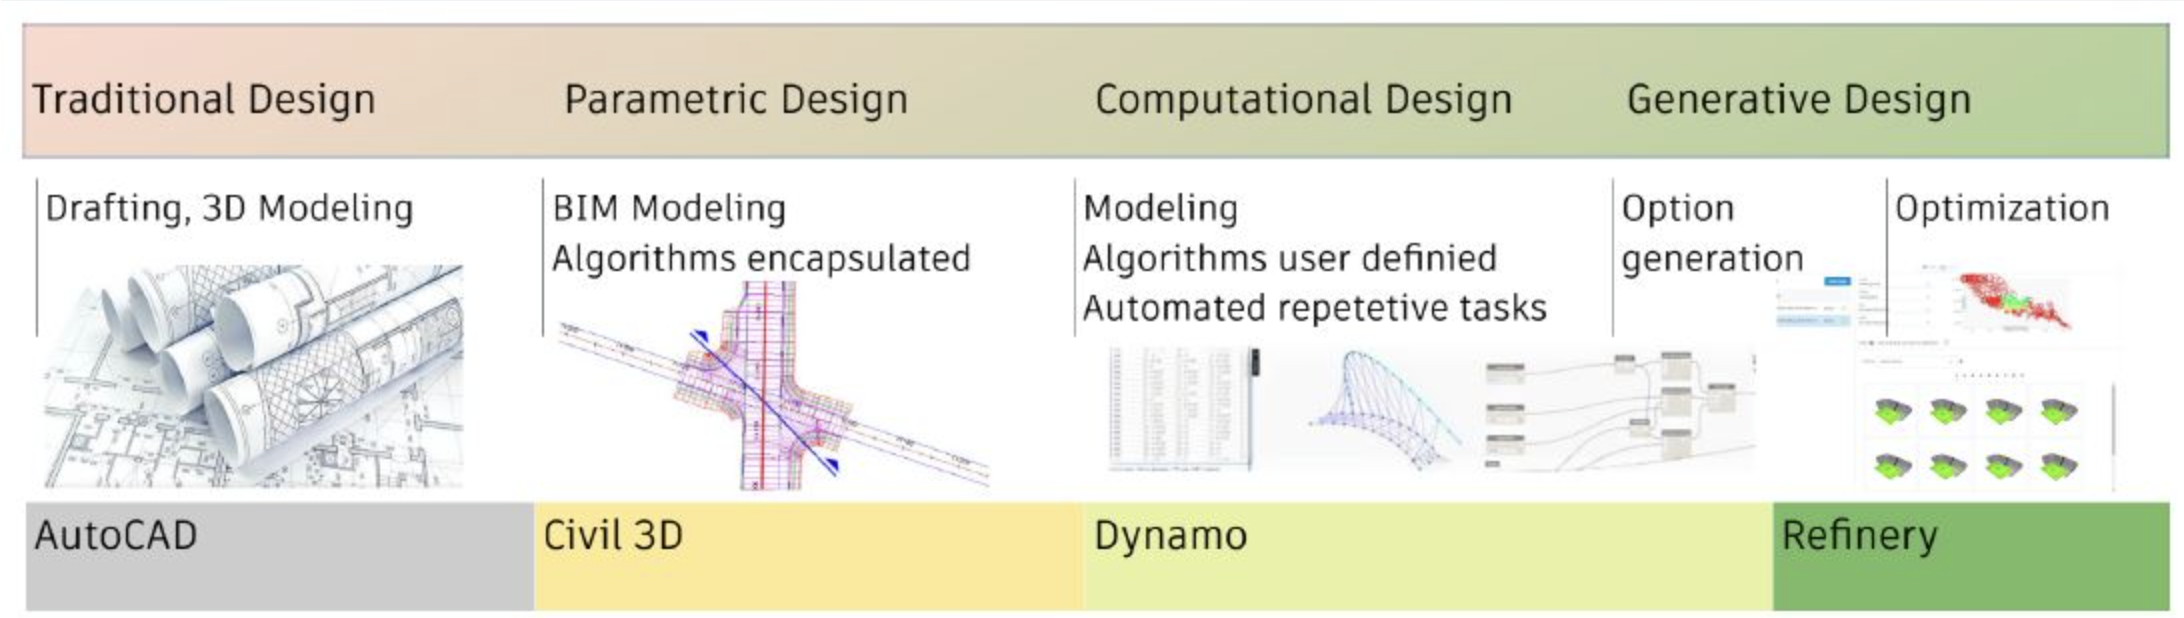 Traditional Design
Parametric Design
Computational Design
Generative Design
Drafting, 3D Modeling
BIM Modeling
Algorithms encapsulated
Modeling
Algorithms user definied
Automated repetetive tasks
Option
generation
Optimization
AutoCAD
Civil 3D
Dynamo
Refinery